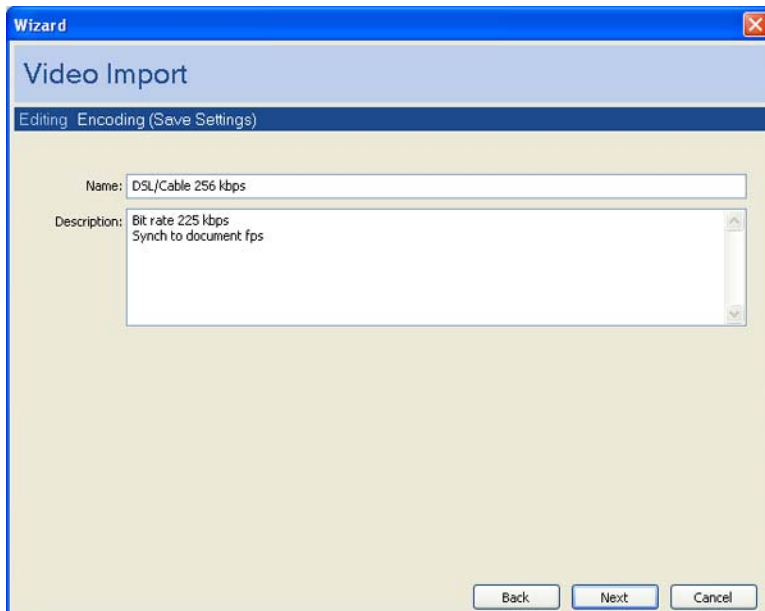 Wizard
Video Import
Editing Encoding (Save Settings)
Name: DSL/Cable 256 kbps
Description: Bit rate 225 kbps
Synch to document fps
Back Next Cancel